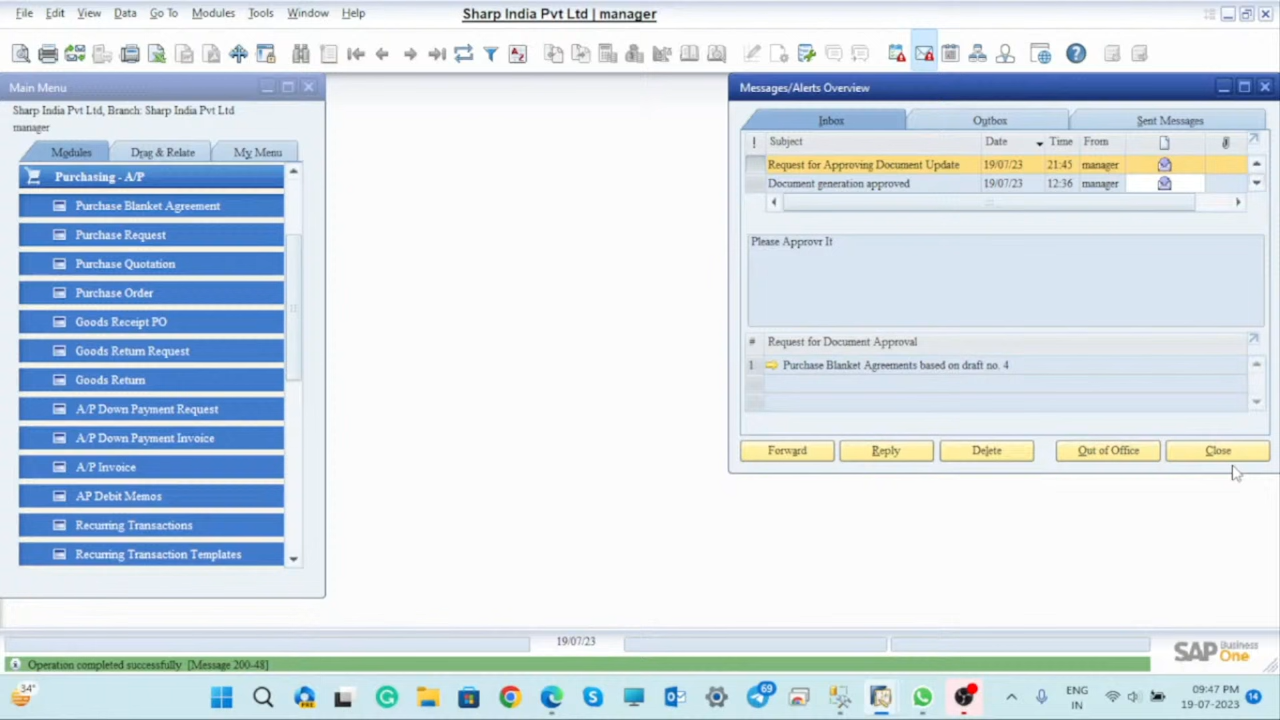 File Edit View Data Go To Modules Tools Window Help
Sharp India Pvt Ltd | manager
Main Menu
Sharp India Pvt Ltd, Branch: Sharp India Pvt Ltd
manager
Modules Drag & Relate My Menu
Purchasing - A/P
Purchase Blanket Agreement
Purchase Request
Purchase Quotation
Purchase Order
Goods Receipt PO
Goods Return Request
Goods Return
A/P Down Payment Request
A/P Down Payment Invoice
A/P Invoice
AP Debit Memos
Recurring Transactions
Recurring Transaction Templates
Messages/Alerts Overview
Inbox Outbox Sent Messages
! Subject Date Time From
Request for Approving Document Update 19/07/23 21:45 manager
Document generation approved 19/07/23 12:36 manager
Please Approvr It
# Request for Document Approval
1 Purchase Blanket Agreements based on draft no. 4
Forward Reply Delete Out of Office Close
19/07/23
Operation completed successfully [Message 200-48]
SAP Business One
34°
PRE
69
ENG
IN
09:47 PM
19-07-2023
14